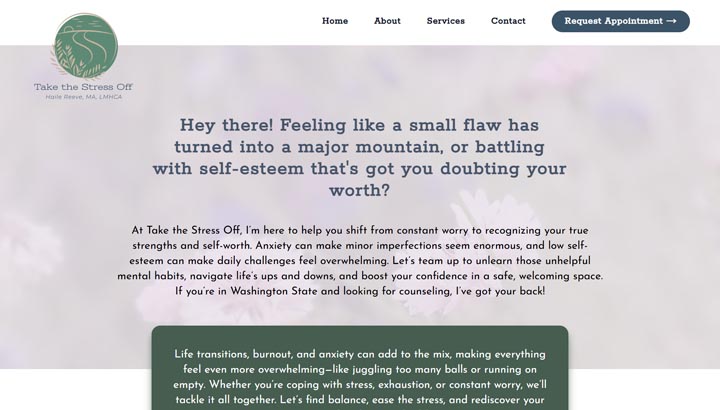 Home About Services Contact Request Appointment →
Take the Stress Off
Haile Reeve, MA, LMHCA
Hey there! Feeling like a small flaw has
turned into a major mountain, or battling
with self-esteem that's got you doubting your
worth?
At Take the Stress Off, I'm here to help you shift from constant worry to recognizing your true
strengths and self-worth. Anxiety can make minor imperfections seem enormous, and low self-
esteem can make daily challenges feel overwhelming. Let's team up to unlearn those unhelpful
mental habits, navigate life's ups and downs, and boost your confidence in a safe, welcoming space.
If you're in Washington State and looking for counseling, I've got your back!
Life transitions, burnout, and anxiety can add to the mix, making everything
feel even more overwhelming—like juggling too many balls or running on
empty. Whether you're coping with stress, exhaustion, or constant worry, we'll
tackle it all together. Let's find balance, ease the stress, and rediscover your